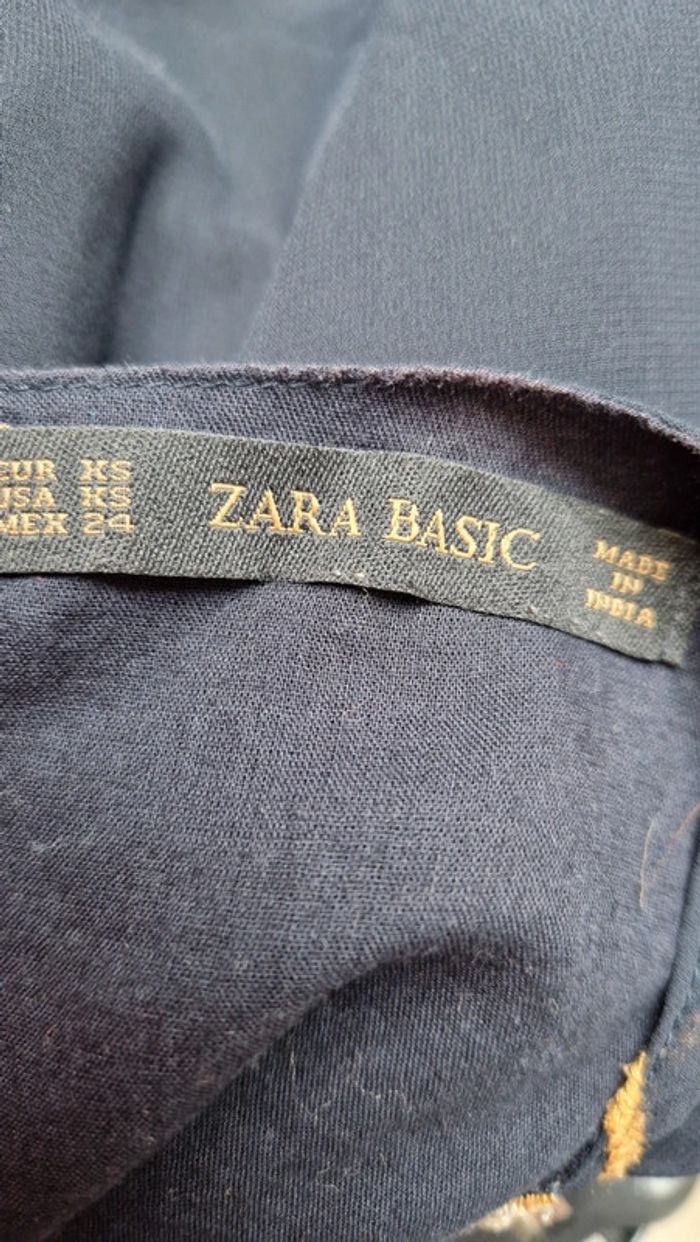 EUR XS
USA XS
MEX 24
ZARA BASIC
MADE
IN
INDIA